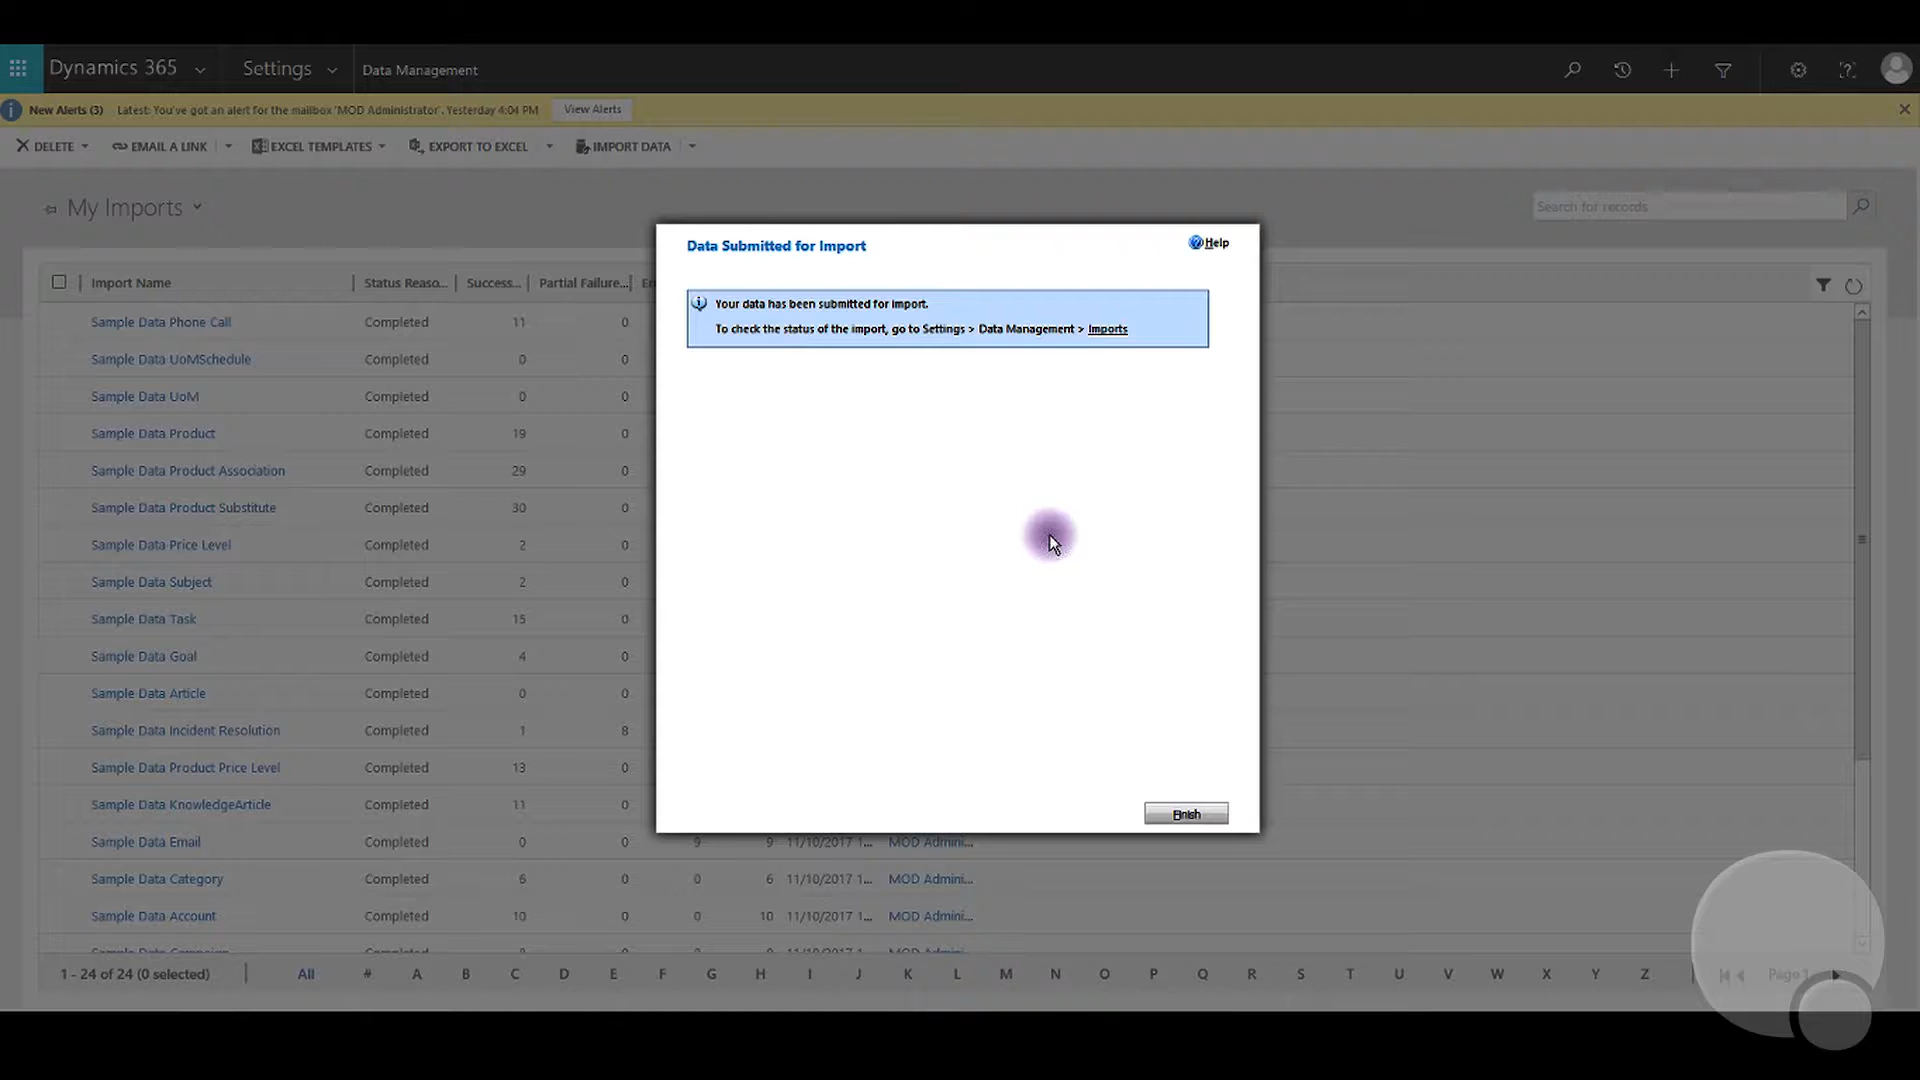 Dynamics 365 Settings Data Management
New Alerts (3) Latest: You've got an alert for the mailbox 'MOD Administrator'. Yesterday 4:04 PM View Alerts
DELETE EMAIL A LINK EXCEL TEMPLATES EXPORT TO EXCEL IMPORT DATA
My Imports
Search for records
Data Submitted for Import
Help
Your data has been submitted for import.
To check the status of the import, go to Settings > Data Management > Imports
Finish
Import Name Status Reaso... Success... Partial Failure...
Sample Data Phone Call Completed 11 0
Sample Data UoMSchedule Completed 0 0
Sample Data UoM Completed 0 0
Sample Data Product Completed 19 0
Sample Data Product Association Completed 29 0
Sample Data Product Substitute Completed 30 0
Sample Data Price Level Completed 2 0
Sample Data Subject Completed 2 0
Sample Data Task Completed 15 0
Sample Data Goal Completed 4 0
Sample Data Article Completed 0 0
Sample Data Incident Resolution Completed 1 8
Sample Data Product Price Level Completed 13 0
Sample Data KnowledgeArticle Completed 11 0
Sample Data Email Completed 0 0 9 9 11/10/2017 1... MOD Admini...
Sample Data Category Completed 6 0 0 6 11/10/2017 1... MOD Admini...
Sample Data Account Completed 10 0 0 10 11/10/2017 1... MOD Admini...
1 - 24 of 24 (0 selected) All # A B C D E F G H I J K L M N O P Q R S T U V W X Y Z Page 1